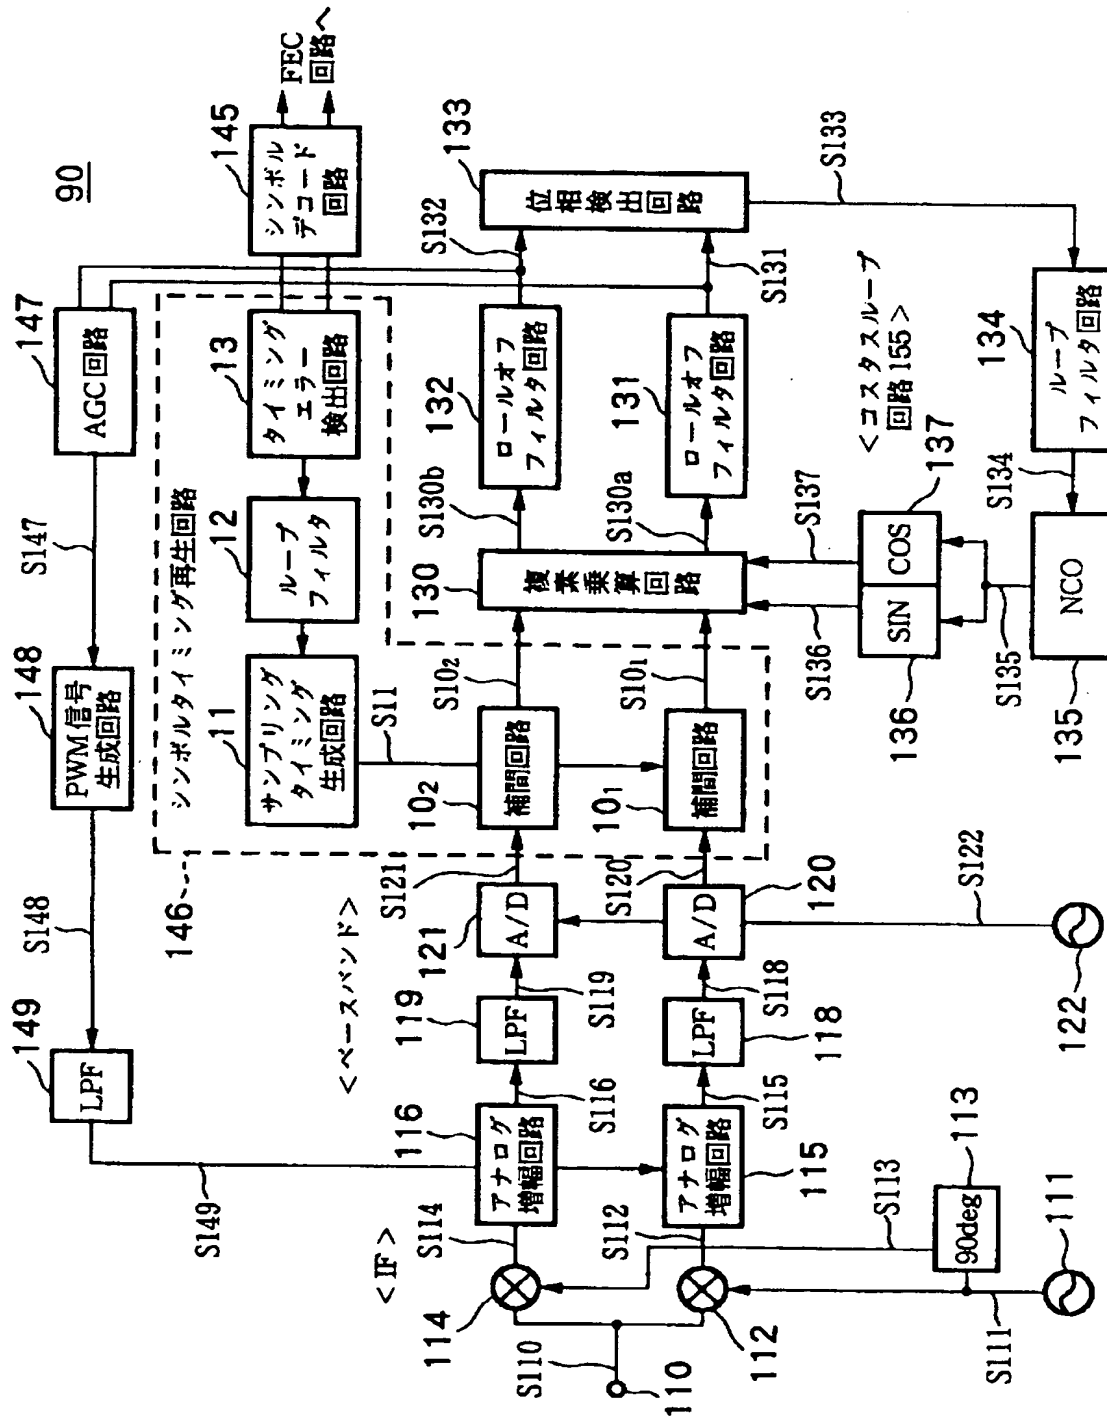 90
149
LPF
S149
S148
148
PWM信号
生成回路
S147
147
AGC回路
146
シンボルタイミング再生回路
11
サンプリング
タイミング
生成回路
12
ループ
フィルタ
13
タイミング
エラー
検出回路
145
シンボル
デコード
回路
FEC
回路へ
S11
<IF>
<ベースバンド>
114
S114
116
アナログ
増幅回路
S116
119
LPF
S119
121
A/D
S121
10₂
補間回路
S10₂
130
複素乗算回路
S130b
132
ロールオフ
フィルタ回路
S132
133
位相検出回路
110
S110
112
S112
アナログ
増幅回路
115
S115
LPF
118
S118
A/D
120
S120
10₁
補間回路
S10₁
S130a
131
ロールオフ
フィルタ回路
S131
S133
S113
113
90deg
S111
111
S122
122
S136
S137
136
SIN
COS
137
<コスタスループ
回路155>
S135
135
NCO
S134
134
ループ
フィルタ回路